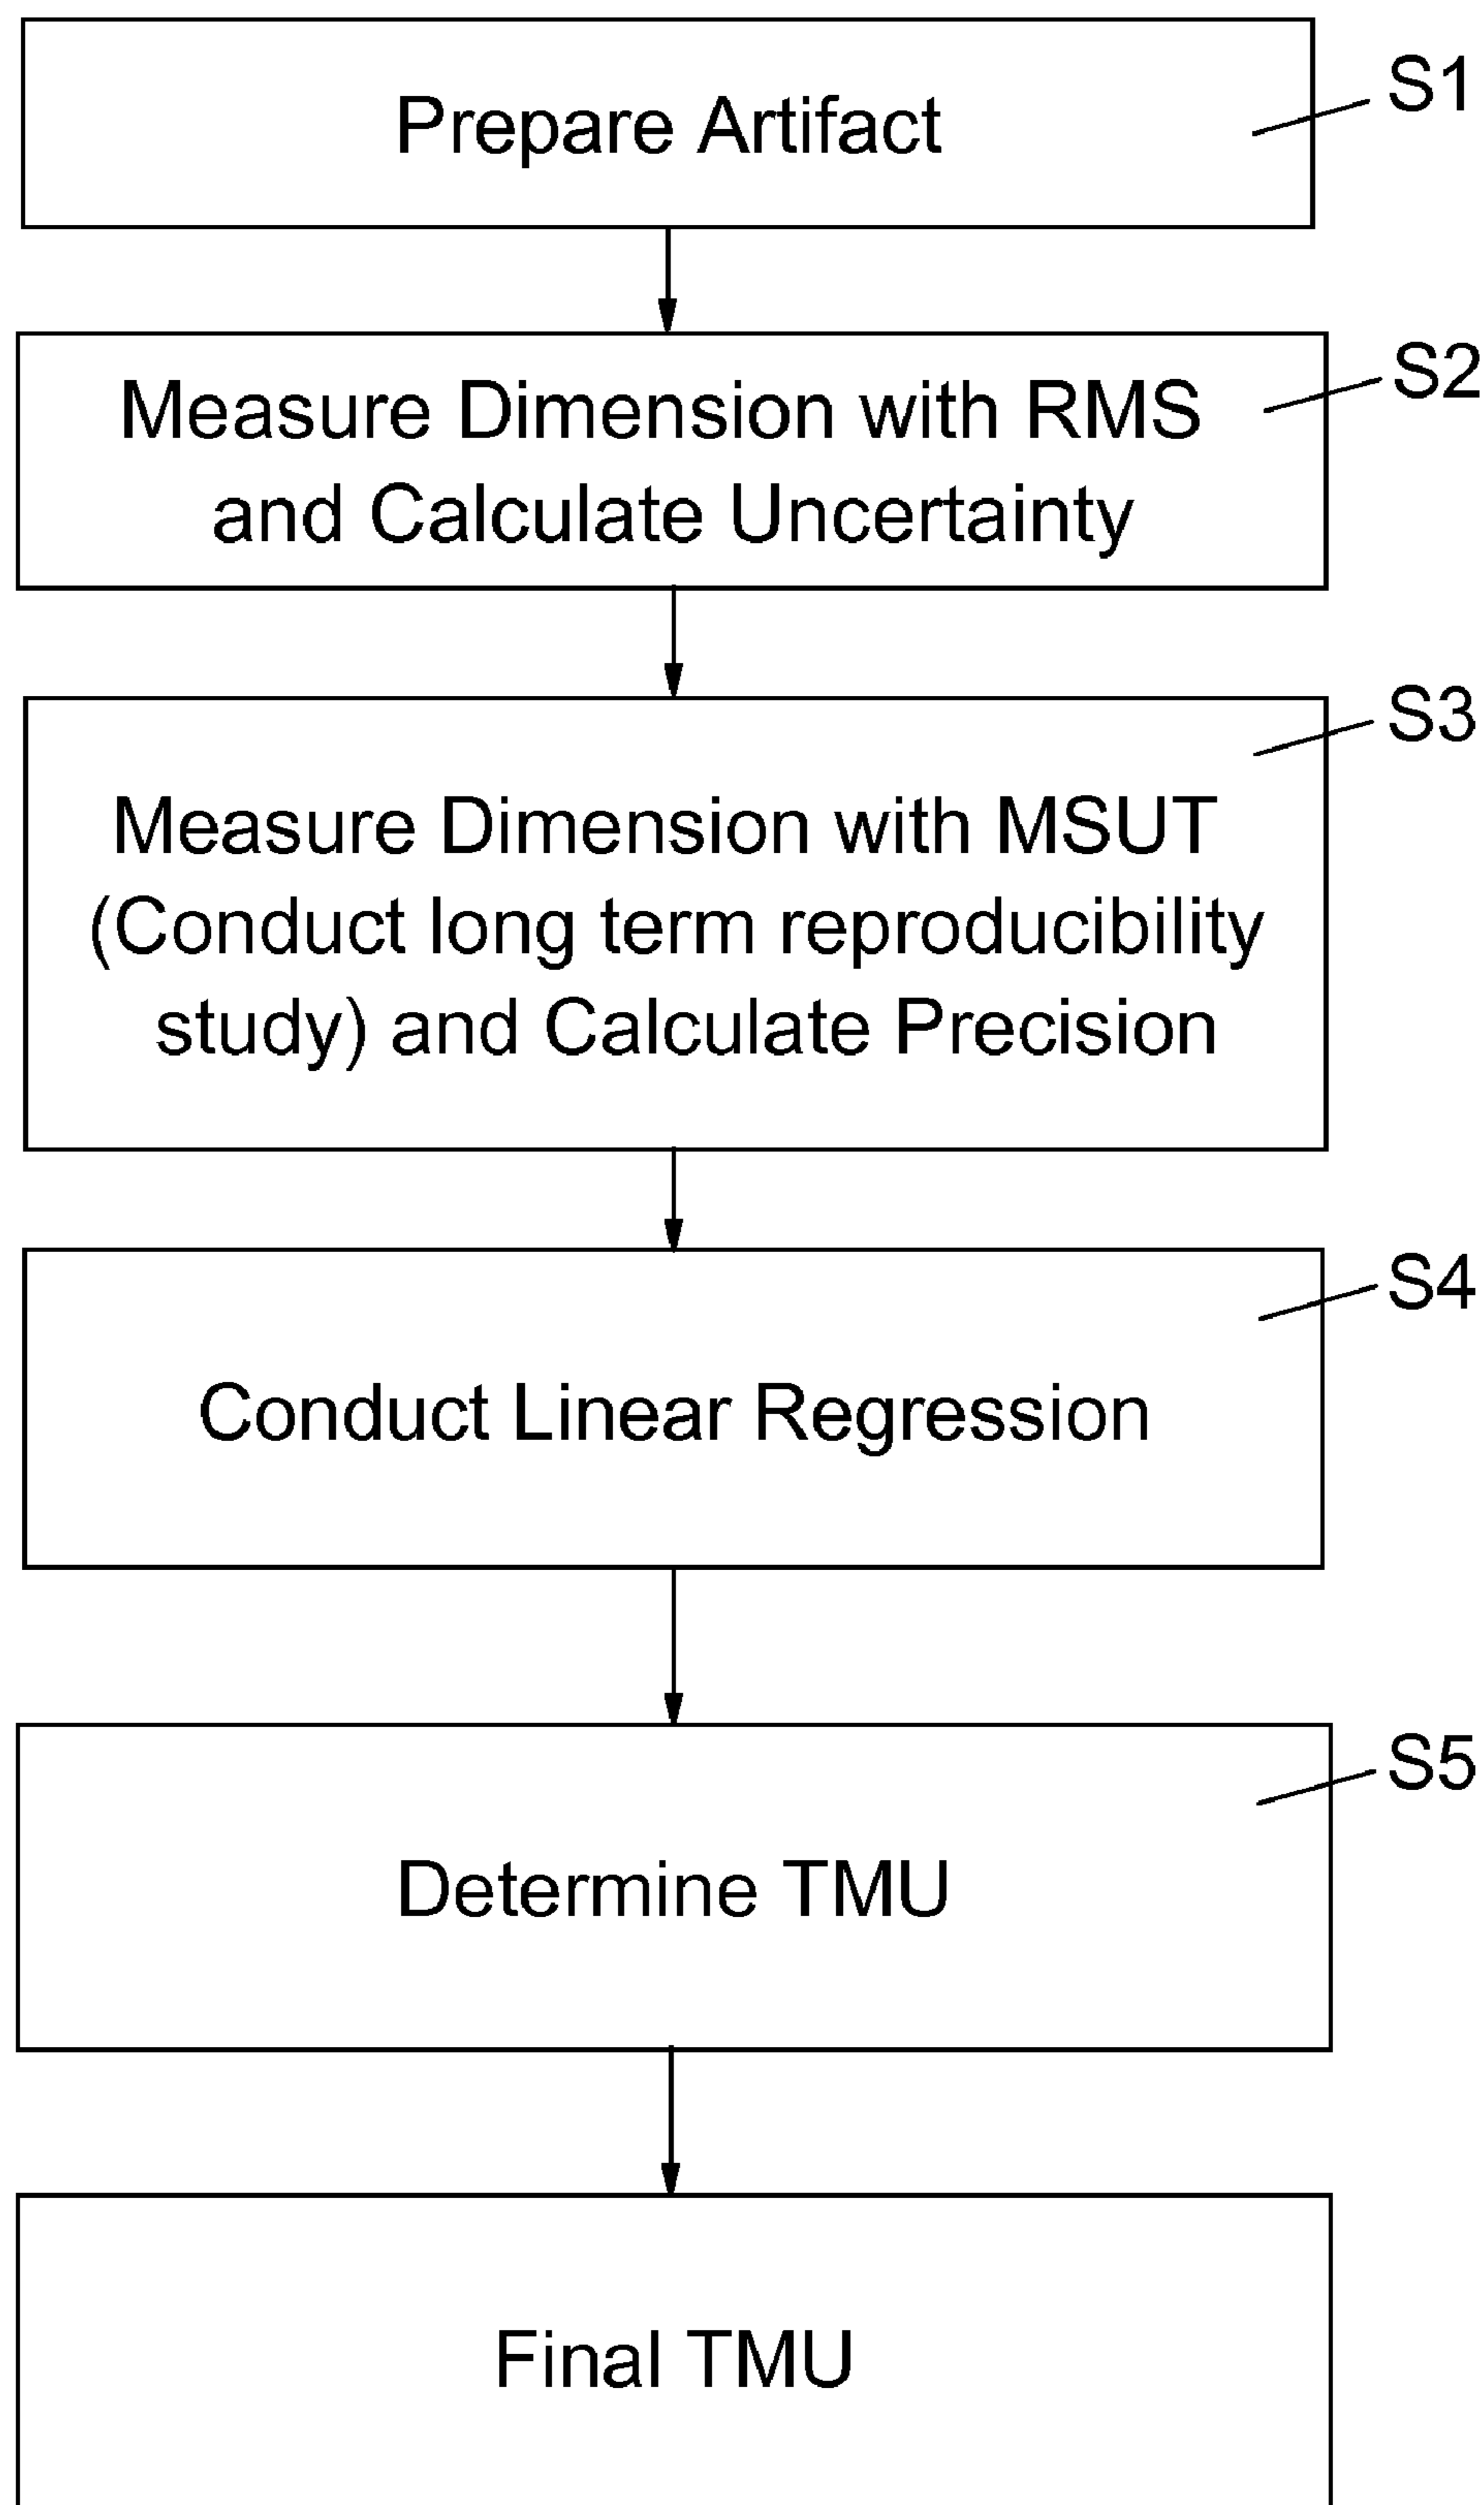 Prepare Artifact
S1
Measure Dimension with RMS
and Calculate Uncertainty
S2
Measure Dimension with MSUT
(Conduct long term reproducibility
study) and Calculate Precision
S3
Conduct Linear Regression
S4
Determine TMU
S5
Final TMU